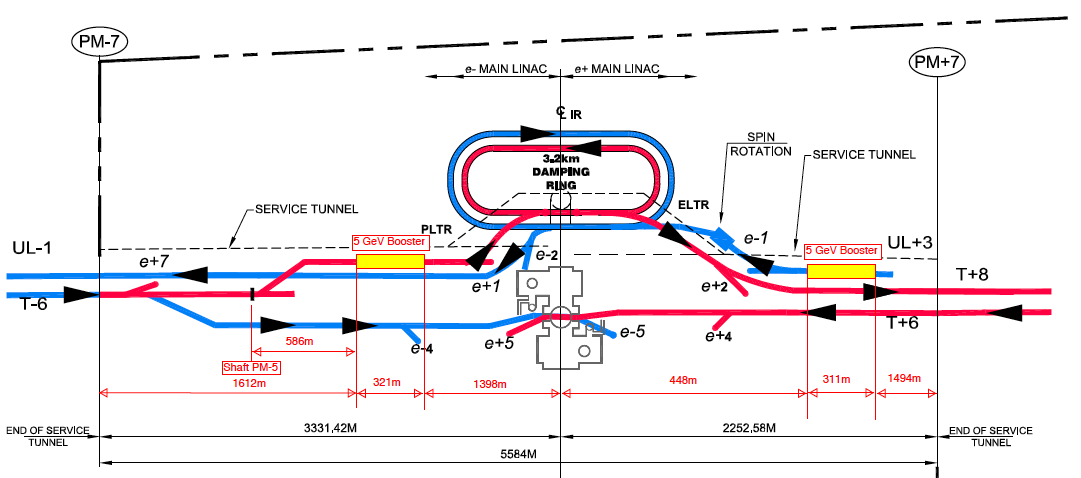 PM-7
PM+7
e- MAIN LINAC
e+ MAIN LINAC
℄ IR
3.2km
DAMPING
RING
SPIN
ROTATION
SERVICE TUNNEL
SERVICE TUNNEL
PLTR
ELTR
5 GeV Booster
e-2
e-1
5 GeV Booster
UL-1
UL+3
e+7
e+1
e+2
T+8
T-6
T+6
e-4
e+5
e-5
e+4
586m
Shaft PM-5
1612m
321m
1398m
448m
311m
1494m
END OF SERVICE
TUNNEL
3331,42M
2252,58M
END OF SERVICE
TUNNEL
5584M